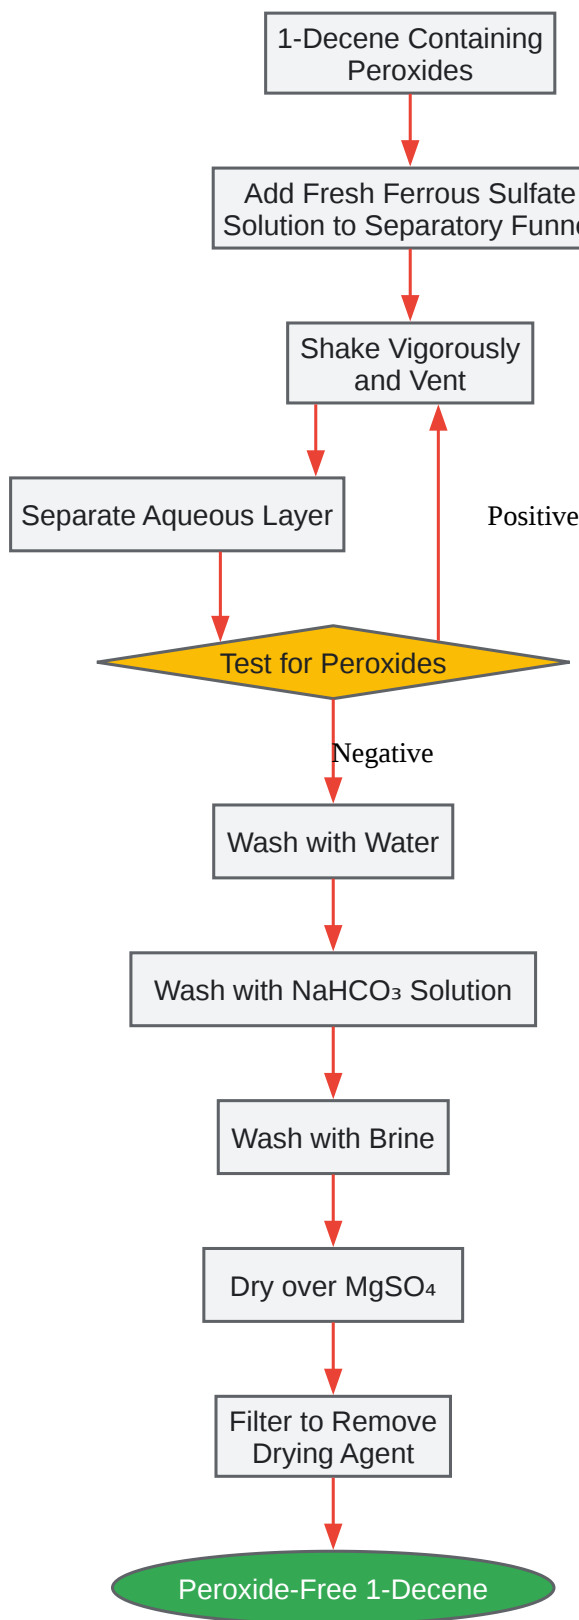 1-Decene Containing
Peroxides
Add Fresh Ferrous Sulfate
Solution to Separatory Funne
Shake Vigorously
and Vent
Separate Aqueous Layer
Positive
Test for Peroxides
Negative
Wash with Water
Wash with NaHCO₃ Solution
Wash with Brine
Dry over MgSO₄
Filter to Remove
Drying Agent
Peroxide-Free 1-Decene